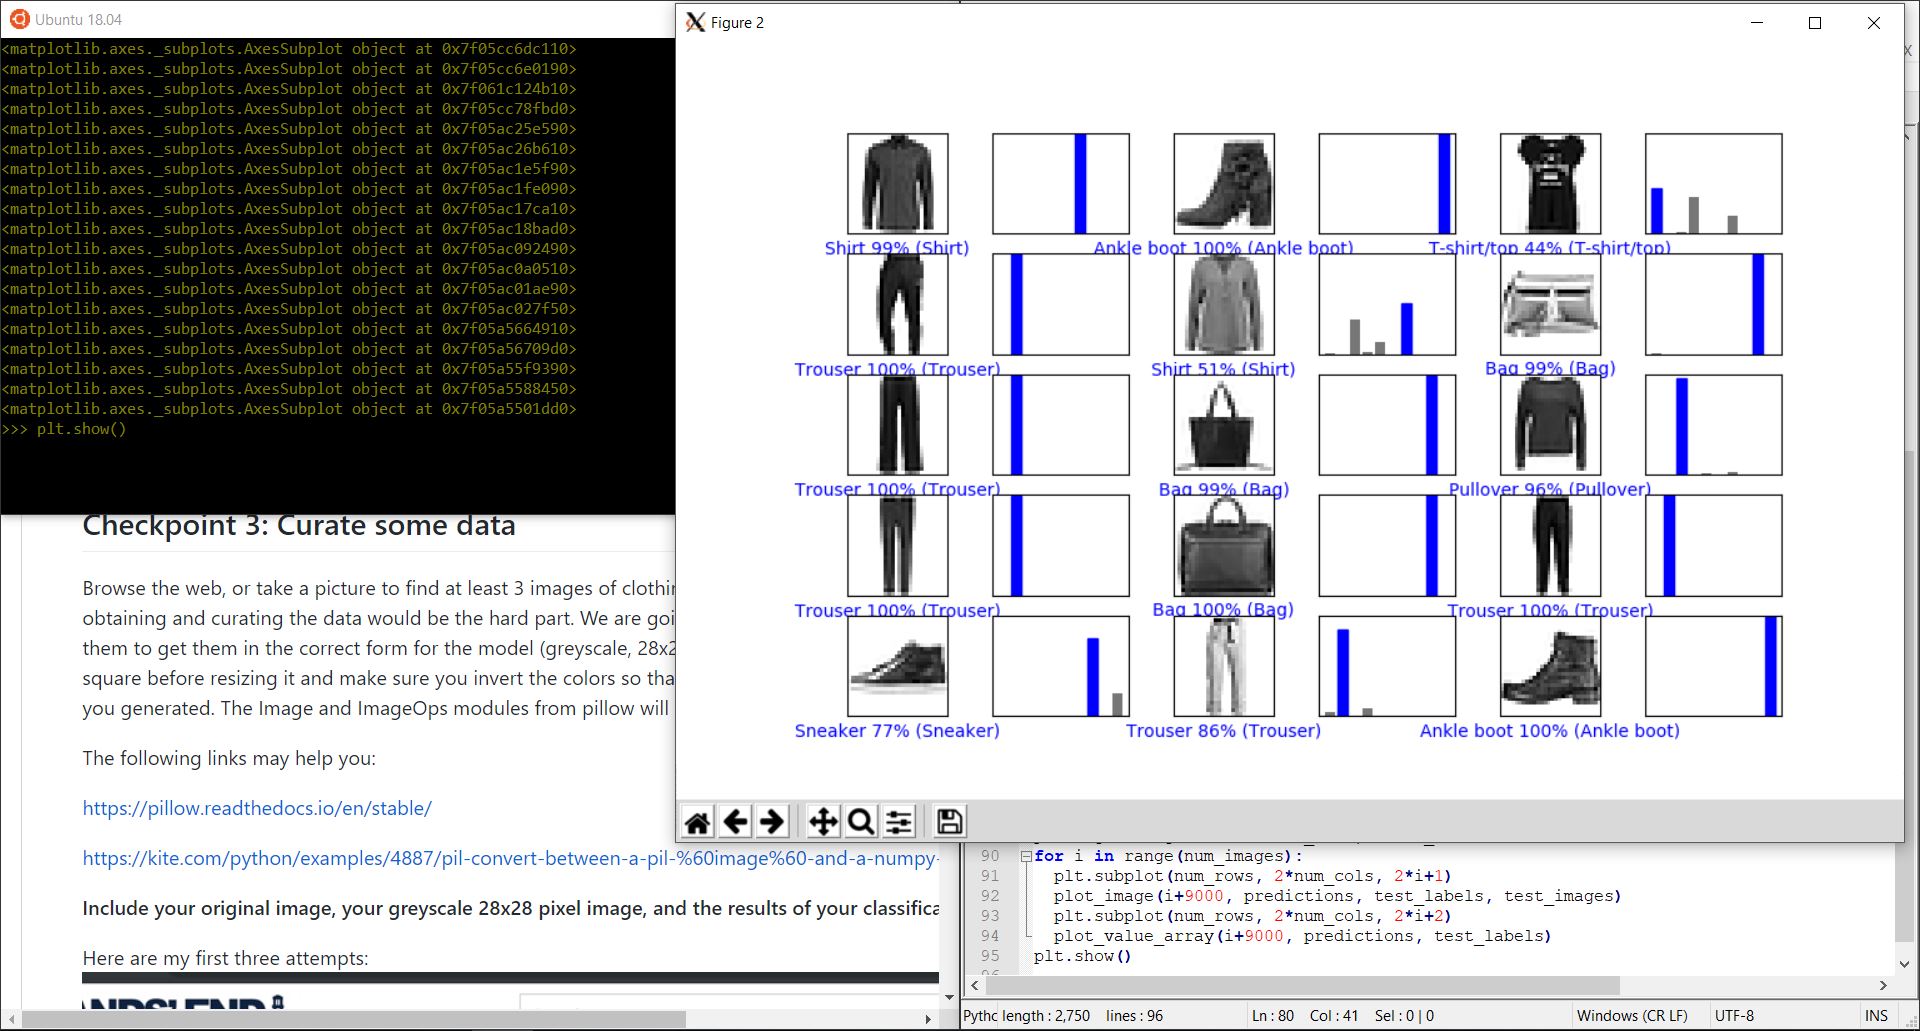 Ubuntu 18.04
<matplotlib.axes._subplots.AxesSubplot object at 0x7f05cc6dc110>
<matplotlib.axes._subplots.AxesSubplot object at 0x7f05cc6e0190>
<matplotlib.axes._subplots.AxesSubplot object at 0x7f061c124b10>
<matplotlib.axes._subplots.AxesSubplot object at 0x7f05cc78fbd0>
<matplotlib.axes._subplots.AxesSubplot object at 0x7f05ac25e590>
<matplotlib.axes._subplots.AxesSubplot object at 0x7f05ac26b610>
<matplotlib.axes._subplots.AxesSubplot object at 0x7f05ac1e5f90>
<matplotlib.axes._subplots.AxesSubplot object at 0x7f05ac1fe090>
<matplotlib.axes._subplots.AxesSubplot object at 0x7f05ac17ca10>
<matplotlib.axes._subplots.AxesSubplot object at 0x7f05ac18bad0>
<matplotlib.axes._subplots.AxesSubplot object at 0x7f05ac092490>
<matplotlib.axes._subplots.AxesSubplot object at 0x7f05ac0a0510>
<matplotlib.axes._subplots.AxesSubplot object at 0x7f05ac01ae90>
<matplotlib.axes._subplots.AxesSubplot object at 0x7f05ac027f50>
<matplotlib.axes._subplots.AxesSubplot object at 0x7f05a5664910>
<matplotlib.axes._subplots.AxesSubplot object at 0x7f05a56709d0>
<matplotlib.axes._subplots.AxesSubplot object at 0x7f05a55f9390>
<matplotlib.axes._subplots.AxesSubplot object at 0x7f05a5588450>
<matplotlib.axes._subplots.AxesSubplot object at 0x7f05a5501dd0>
>>> plt.show()
Checkpoint 3: Curate some data
Browse the web, or take a picture to find at least 3 images of
obtaining and curating the data would be the hard part. We are
them to get them in the correct form for the model (greyscale,
square before resizing it and make sure you invert the colors so
you generated. The Image and ImageOps modules from pillow will
The following links may help you:
https://pillow.readthedocs.io/en/stable/
https://kite.com/python/examples/4887/pil-convert-between-a-pil-%60image%60-and-a-numpy-
Include your original image, your greyscale 28x28 pixel image, and the results of your
Here are my first three attempts:
Figure 2
Shirt 99% (Shirt)
Ankle boot 100% (Ankle boot)
T-shirt/top 44% (T-shirt/top)
Trouser 100% (Trouser)
Shirt 51% (Shirt)
Bag 99% (Bag)
Trouser 100% (Trouser)
Bag 99% (Bag)
Pullover 96% (Pullover)
Trouser 100% (Trouser)
Bag 100% (Bag)
Trouser 100% (Trouser)
Sneaker 77% (Sneaker)
Trouser 86% (Trouser)
Ankle boot 100% (Ankle boot)
90 for i in range(num_images):
91 plt.subplot(num_rows, 2*num_cols, 2*i+1)
92 plot_image(i+9000, predictions, test_labels, test_images)
93 plt.subplot(num_rows, 2*num_cols, 2*i+2)
94 plot_value_array(i+9000, predictions, test_labels)
95 plt.show()
length : 2,750 lines : 96 Ln : 80 Col : 41 Sel : 0 | 0 Windows (CR LF) UTF-8 INS